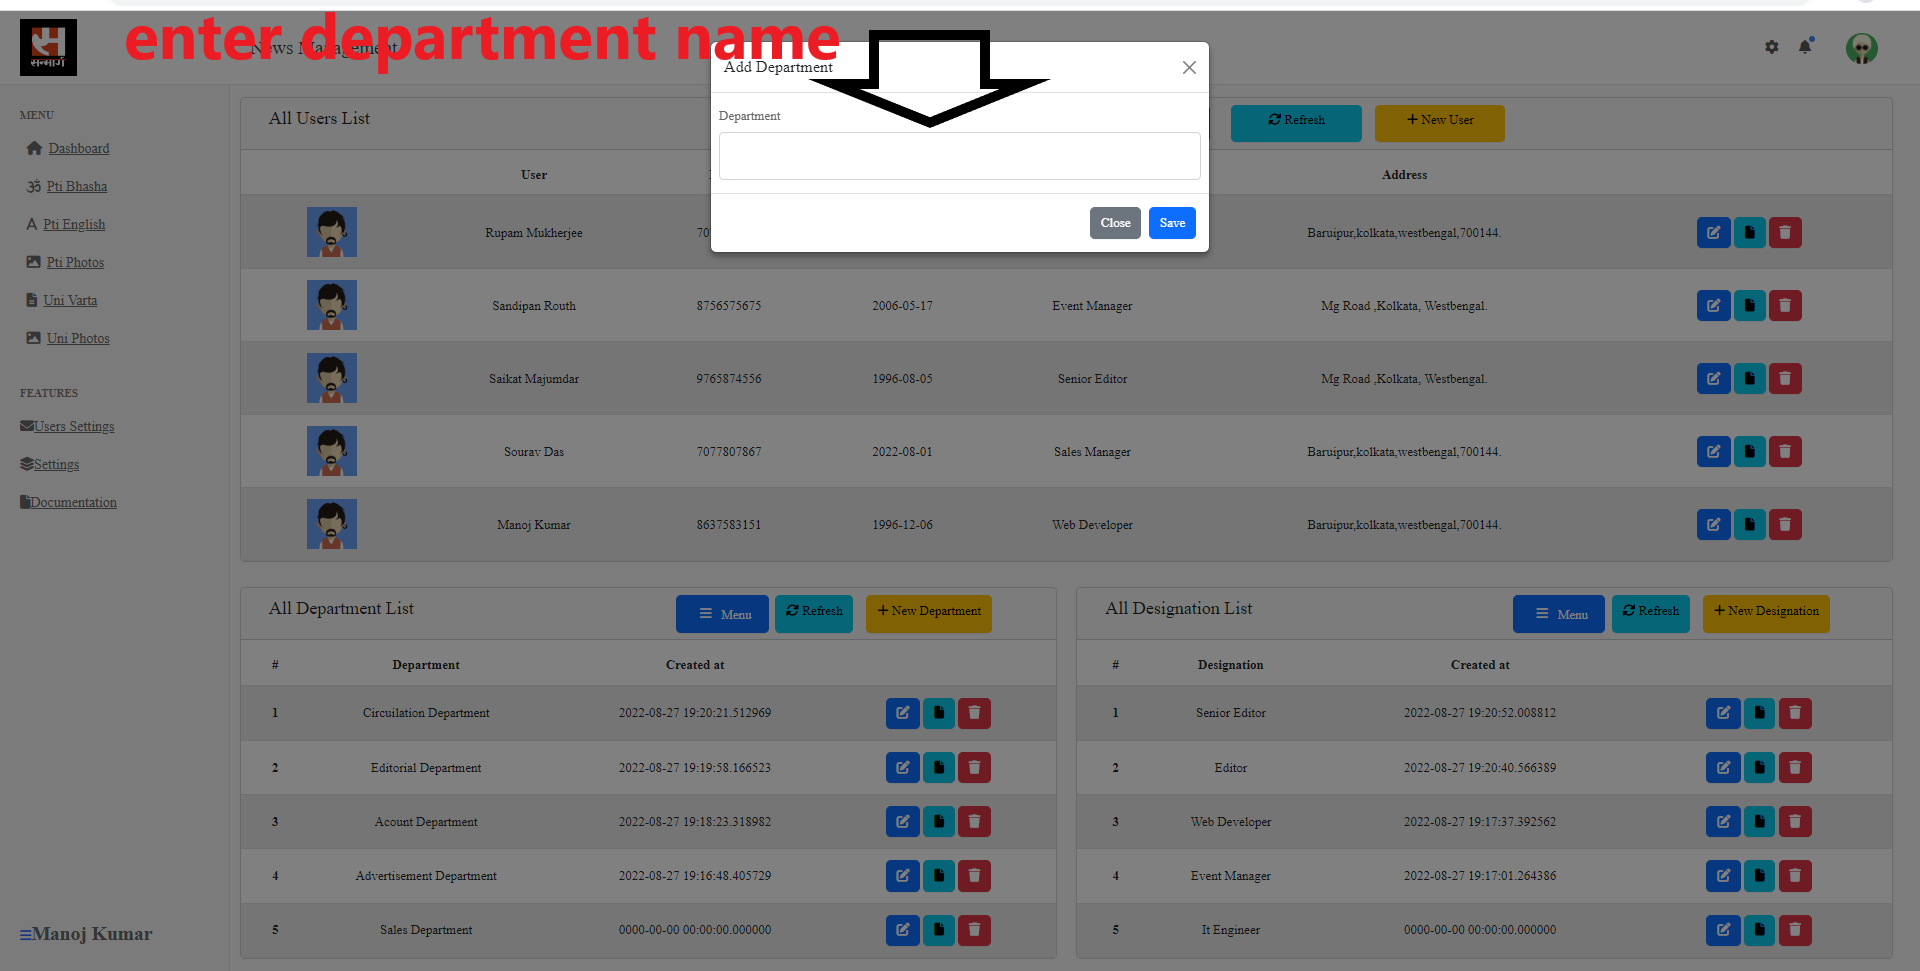 enter department name
सन्मार्ग
News Management
Add Department
Department
Close
Save
MENU
Dashboard
Pti Bhasha
Pti English
Pti Photos
Uni Varta
Uni Photos
FEATURES
Users Settings
Settings
Documentation
Manoj Kumar
All Users List
Refresh
+ New User
User Address
Rupam Mukherjee 70 Baruipur,kolkata,westbengal,700144.
Sandipan Routh 8756575675 2006-05-17 Event Manager Mg Road ,Kolkata, Westbengal.
Saikat Majumdar 9765874556 1996-08-05 Senior Editor Mg Road ,Kolkata, Westbengal.
Sourav Das 7077807867 2022-08-01 Sales Manager Baruipur,kolkata,westbengal,700144.
Manoj Kumar 8637583151 1996-12-06 Web Developer Baruipur,kolkata,westbengal,700144.
All Department List
Menu
Refresh
+ New Department
# Department Created at
1 Circuilation Department 2022-08-27 19:20:21.512969
2 Editorial Department 2022-08-27 19:19:58.166523
3 Acount Department 2022-08-27 19:18:23.318982
4 Advertisement Department 2022-08-27 19:16:48.405729
5 Sales Department 0000-00-00 00:00:00.000000
All Designation List
Menu
Refresh
+ New Designation
# Designation Created at
1 Senior Editor 2022-08-27 19:20:52.008812
2 Editor 2022-08-27 19:20:40.566389
3 Web Developer 2022-08-27 19:17:37.392562
4 Event Manager 2022-08-27 19:17:01.264386
5 It Engineer 0000-00-00 00:00:00.000000